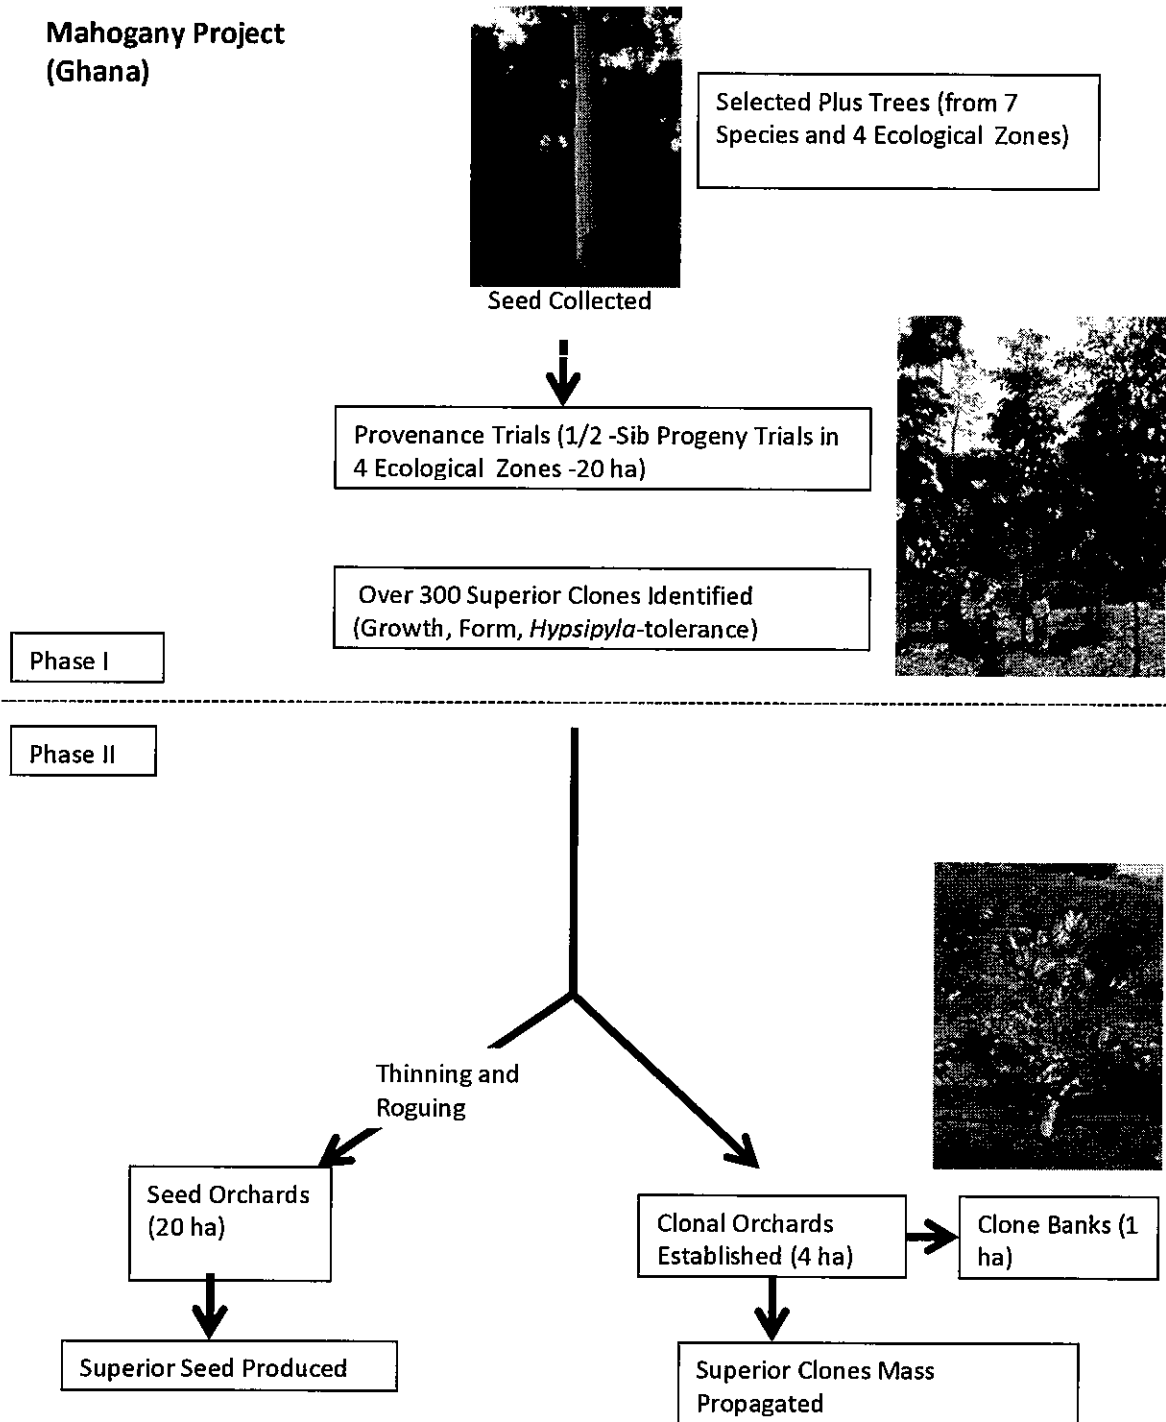 Mahogany Project
(Ghana)
Selected Plus Trees (from 7
Species and 4 Ecological Zones)
Seed Collected
Provenance Trials (1/2 -Sib Progeny Trials in
4 Ecological Zones -20 ha)
Over 300 Superior Clones Identified
(Growth, Form, Hypsipyla-tolerance)
Phase I
Phase II
Thinning and
Roguing
Seed Orchards
(20 ha)
Clonal Orchards
Established (4 ha)
Clone Banks (1
ha)
Superior Seed Produced
Superior Clones Mass
Propagated